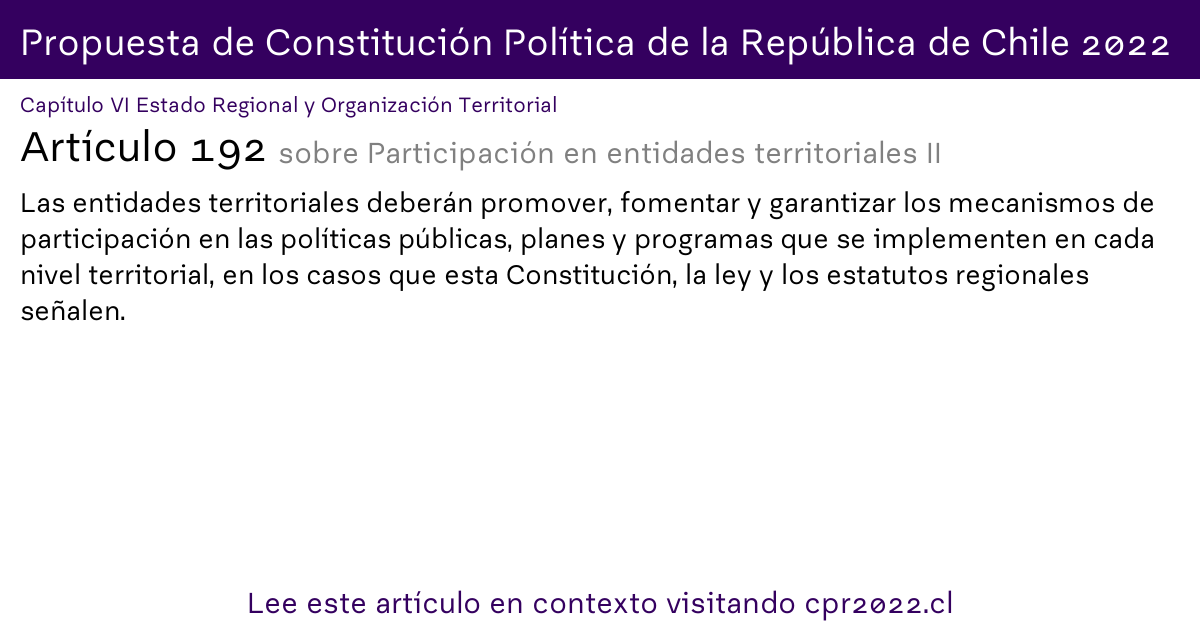 Propuesta de Constitución Política de la República de Chile 2022
Capítulo VI Estado Regional y Organización Territorial
Artículo 192 sobre Participación en entidades territoriales II
Las entidades territoriales deberán promover, fomentar y garantizar los mecanismos de
participación en las políticas públicas, planes y programas que se implementen en cada
nivel territorial, en los casos que esta Constitución, la ley y los estatutos regionales
señalen.
Lee este artículo en contexto visitando cpr2022.cl